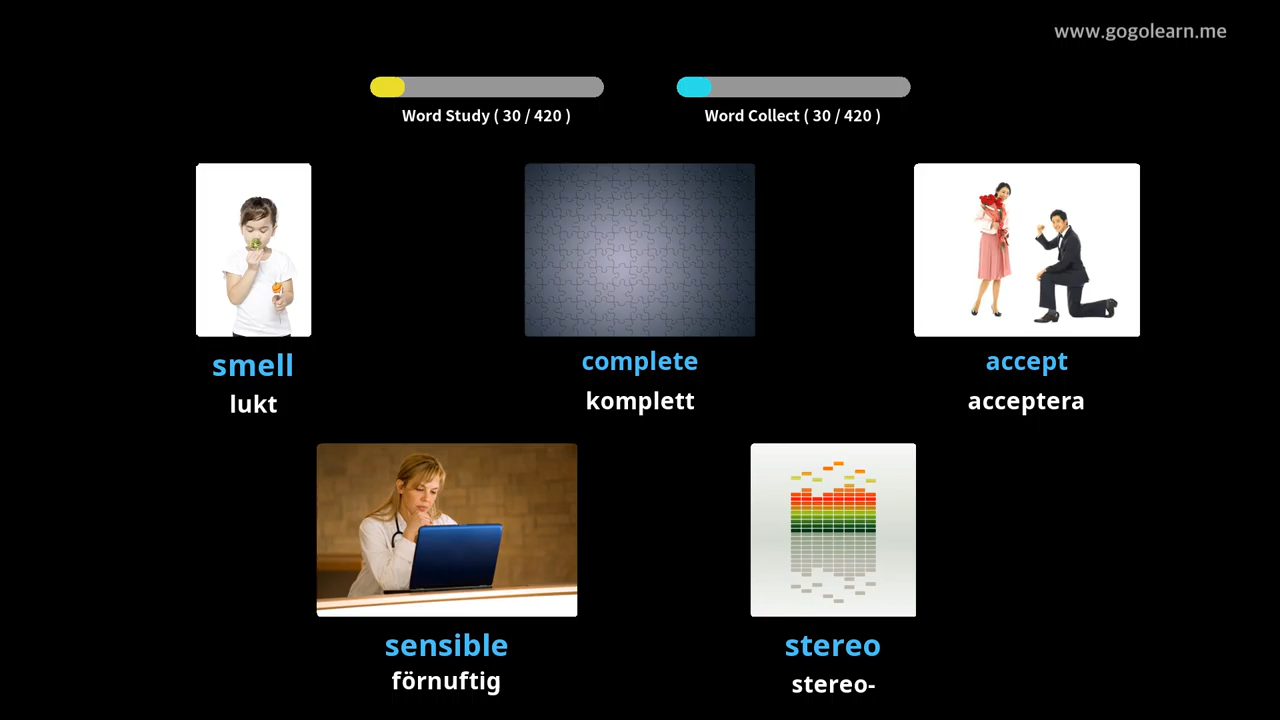 www.gogolearn.me
Word Study ( 30 / 420 )
Word Collect ( 30 / 420 )
smell
lukt
complete
komplett
accept
acceptera
sensible
förnuftig
stereo
stereo-